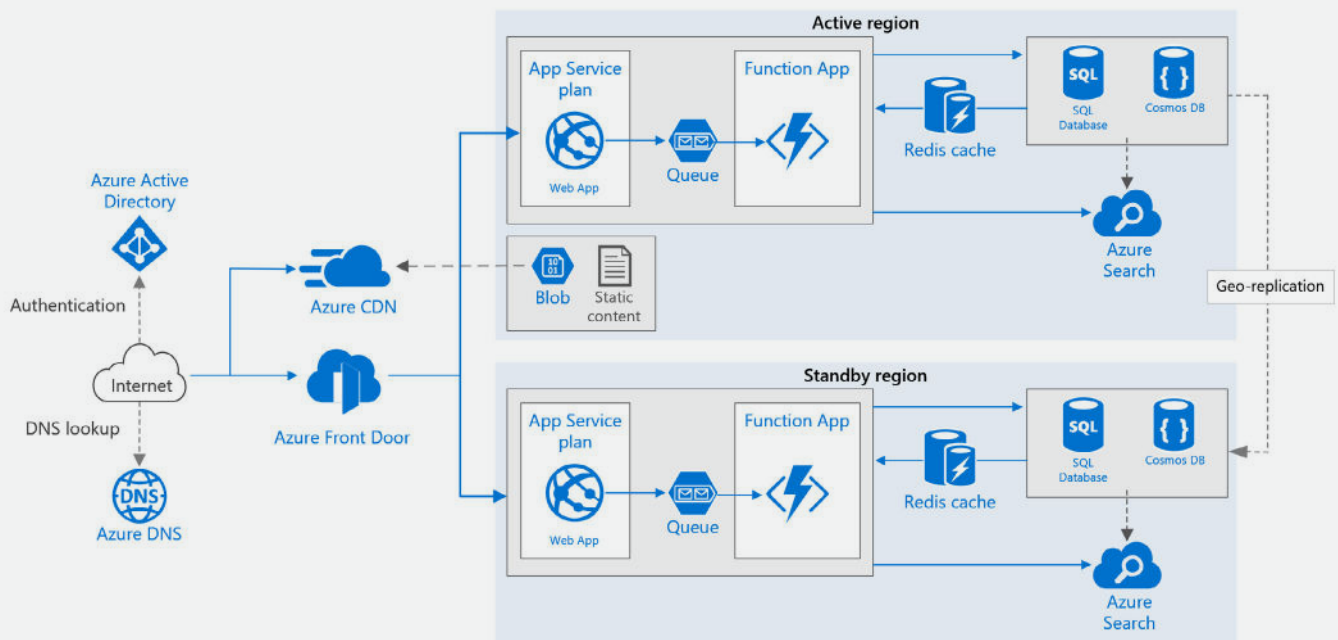 Active region
App Service
plan
Web App
Queue
Function App
Redis cache
SQL
SQL
Database
Cosmos DB
Azure
Search
Azure Active
Directory
Authentication
Internet
DNS lookup
DNS
Azure DNS
Azure CDN
Azure Front Door
10
01
Blob
Static
content
Geo-replication
Standby region
App Service
plan
Web App
Queue
Function App
Redis cache
SQL
SQL
Database
Cosmos DB
Azure
Search